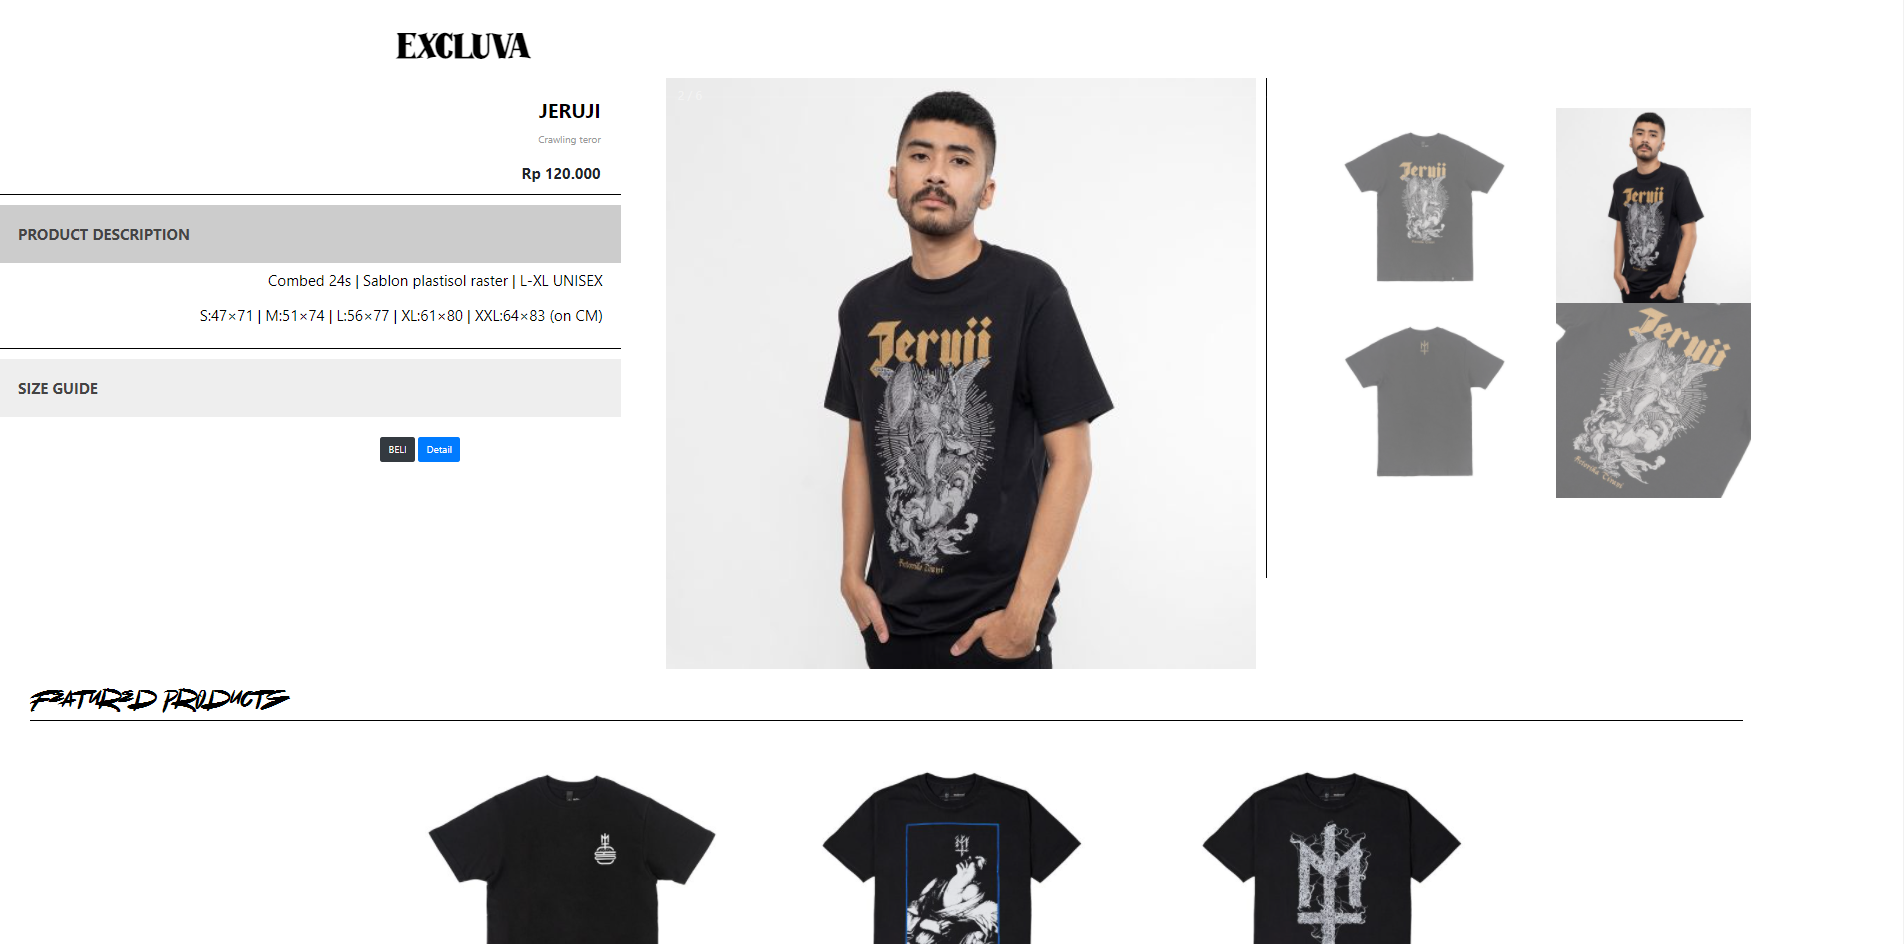 EXCLUVA
JERUJI
Crawling teror
Rp 120.000
PRODUCT DESCRIPTION
Combed 24s | Sablon plastisol raster | L-XL UNISEX
S:47×71 | M:51×74 | L:56×77 | XL:61×80 | XXL:64×83 (on CM)
SIZE GUIDE
BELI
Detail
2 / 6
Jeruji
Jeruji
Jeruji
Jeruji
FEATURED PRODUCTS